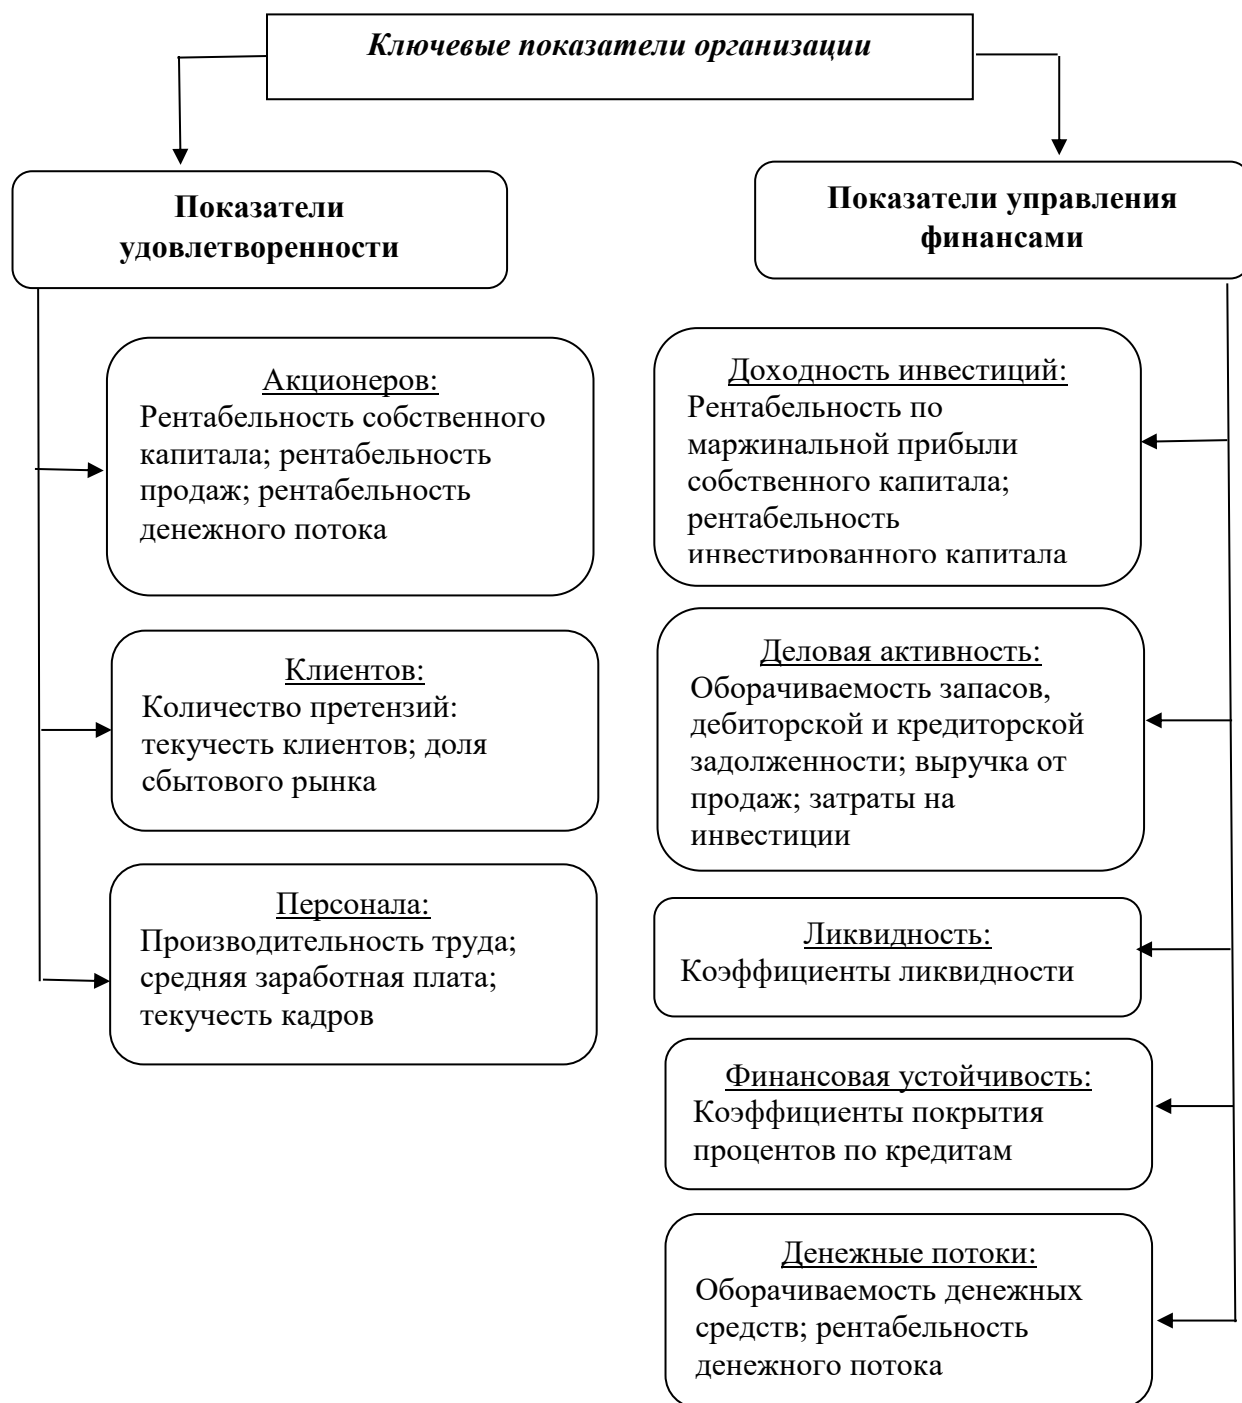 Ключевые показатели организации
Показатели
удовлетворенности
Показатели управления
финансами
Акционеров:
Рентабельность собственного
капитала; рентабельность
продаж; рентабельность
денежного потока
Клиентов:
Количество претензий:
текучесть клиентов; доля
сбытового рынка
Персонала:
Производительность труда;
средняя заработная плата;
текучесть кадров
Доходность инвестиций:
Рентабельность по
маржинальной прибыли
собственного капитала;
рентабельность
инвестированного капитала
Деловая активность:
Оборачиваемость запасов,
дебиторской и кредиторской
задолженности; выручка от
продаж; затраты на
инвестиции
Ликвидность:
Коэффициенты ликвидности
Финансовая устойчивость:
Коэффициенты покрытия
процентов по кредитам
Денежные потоки:
Оборачиваемость денежных
средств; рентабельность
денежного потока